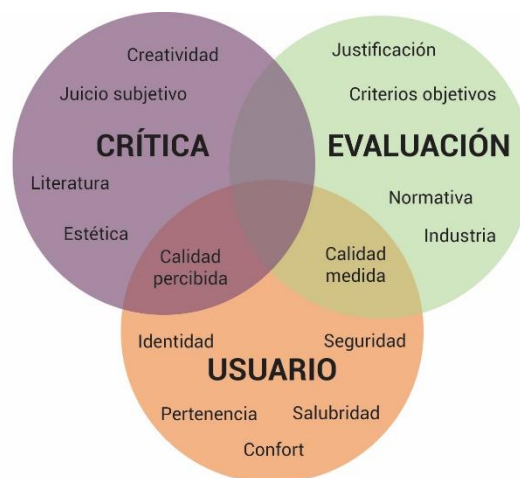 Creatividad
Juicio subjetivo
CRÍTICA
Literatura
Estética
Justificación
Criterios objetivos
EVALUACIÓN
Normativa
Industria
Calidad
percibida
Calidad
medida
Identidad
Seguridad
USUARIO
Pertenencia
Salubridad
Confort